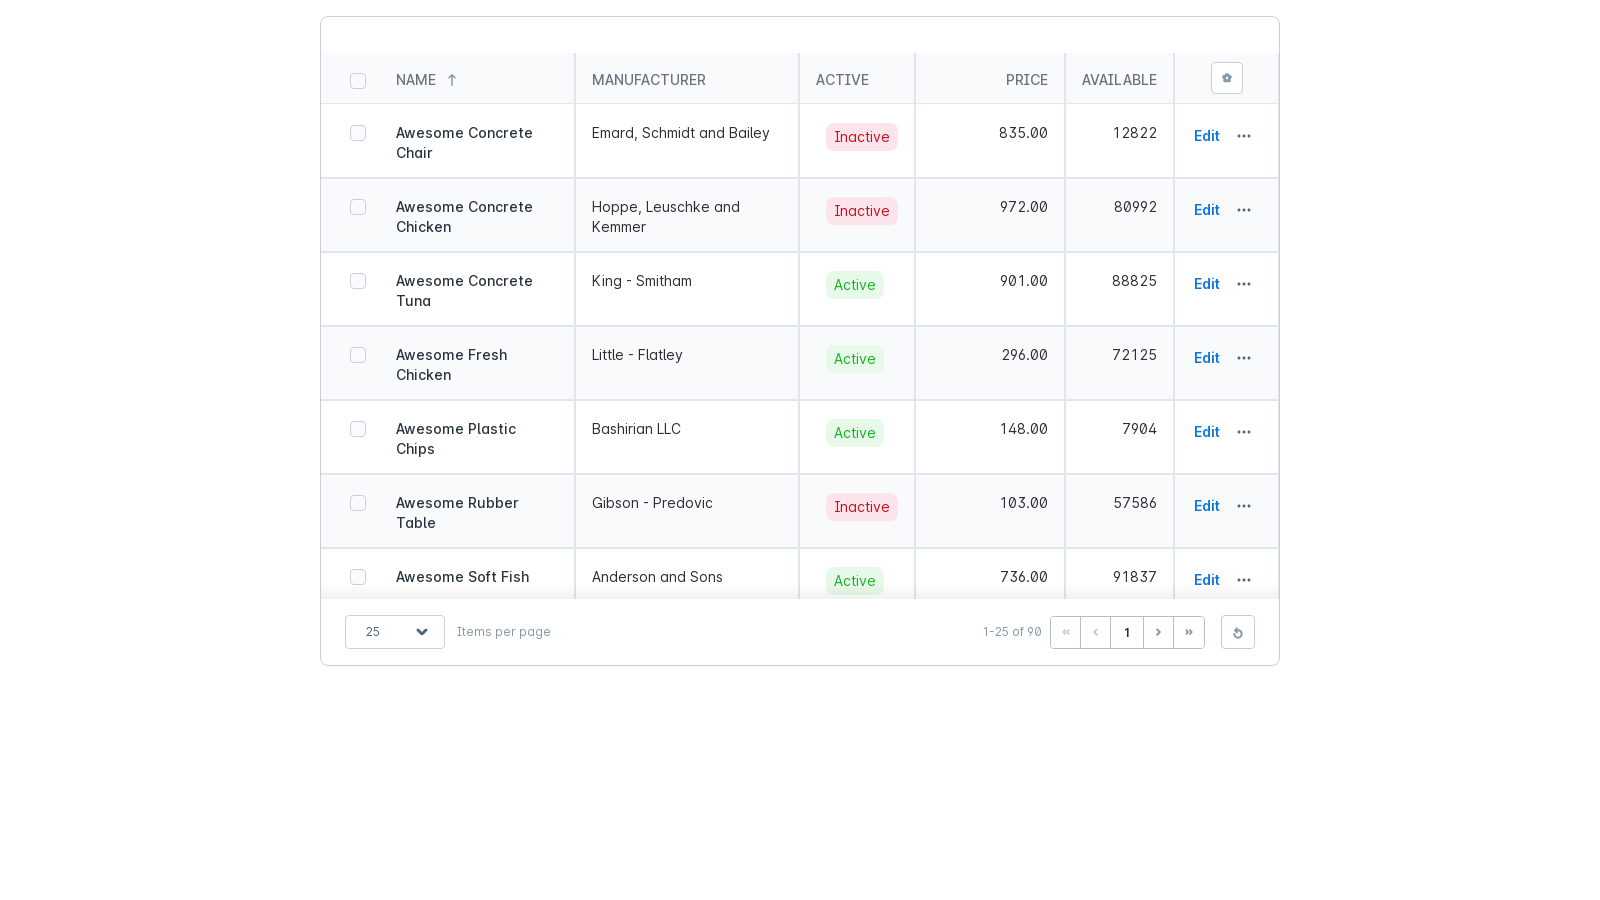 NAME MANUFACTURER ACTIVE PRICE AVAILABLE
Awesome Concrete Emard, Schmidt and Bailey Inactive 835.00 12822 Edit
Chair
Awesome Concrete Hoppe, Leuschke and Inactive 972.00 80992 Edit
Chicken Kemmer
Awesome Concrete King - Smitham Active 901.00 88825 Edit
Tuna
Awesome Fresh Little - Flatley Active 296.00 72125 Edit
Chicken
Awesome Plastic Bashirian LLC Active 148.00 7904 Edit
Chips
Awesome Rubber Gibson - Predovic Inactive 103.00 57586 Edit
Table
Awesome Soft Fish Anderson and Sons Active 736.00 91837 Edit
25 Items per page 1-25 of 90 « ‹ 1 › »